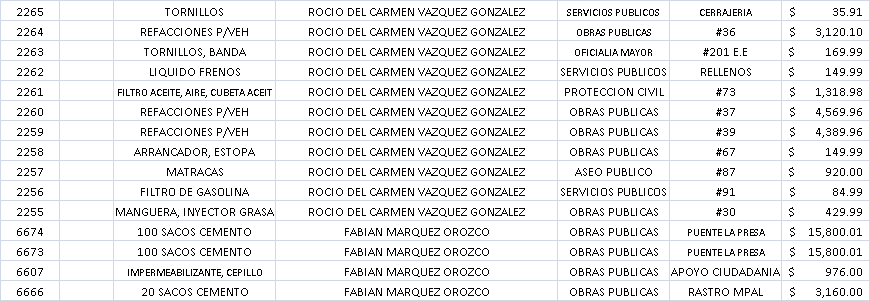 2265 TORNILLOS ROCIO DEL CARMEN VAZQUEZ GONZALEZ SERVICIOS PUBLICOS CERRAJERIA $ 35.91
2264 REFACCIONES P/VEH ROCIO DEL CARMEN VAZQUEZ GONZALEZ OBRAS PUBLICAS #36 $ 3,120.10
2263 TORNILLOS, BANDA ROCIO DEL CARMEN VAZQUEZ GONZALEZ OFICIALIA MAYOR #201 E.E $ 169.99
2262 LIQUIDO FRENOS ROCIO DEL CARMEN VAZQUEZ GONZALEZ SERVICIOS PUBLICOS RELLENOS $ 149.99
2261 FILTRO ACEITE, AIRE, CUBETA ACEIT ROCIO DEL CARMEN VAZQUEZ GONZALEZ PROTECCION CIVIL #73 $ 1,318.98
2260 REFACCIONES P/VEH ROCIO DEL CARMEN VAZQUEZ GONZALEZ OBRAS PUBLICAS #37 $ 4,569.96
2259 REFACCIONES P/VEH ROCIO DEL CARMEN VAZQUEZ GONZALEZ OBRAS PUBLICAS #39 $ 4,389.96
2258 ARRANCADOR, ESTOPA ROCIO DEL CARMEN VAZQUEZ GONZALEZ OBRAS PUBLICAS #67 $ 149.99
2257 MATRACAS ROCIO DEL CARMEN VAZQUEZ GONZALEZ ASEO PUBLICO #87 $ 920.00
2256 FILTRO DE GASOLINA ROCIO DEL CARMEN VAZQUEZ GONZALEZ SERVICIOS PUBLICOS #91 $ 84.99
2255 MANGUERA, INYECTOR GRASA ROCIO DEL CARMEN VAZQUEZ GONZALEZ OBRAS PUBLICAS #30 $ 429.99
6674 100 SACOS CEMENTO FABIAN MARQUEZ OROZCO OBRAS PUBLICAS PUENTE LA PRESA $ 15,800.01
6673 100 SACOS CEMENTO FABIAN MARQUEZ OROZCO OBRAS PUBLICAS PUENTE LA PRESA $ 15,800.01
6607 IMPERMEABILIZANTE, CEPILLO FABIAN MARQUEZ OROZCO OBRAS PUBLICAS APOYO CIUDADANIA $ 976.00
6666 20 SACOS CEMENTO FABIAN MARQUEZ OROZCO OBRAS PUBLICAS RASTRO MPAL $ 3,160.00